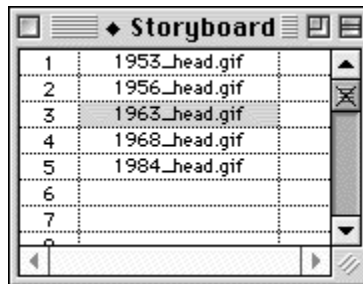 ◆ Storyboard
1 1953_head.gif
2 1956_head.gif
3 1963_head.gif
4 1968_head.gif
5 1984_head.gif
6
7